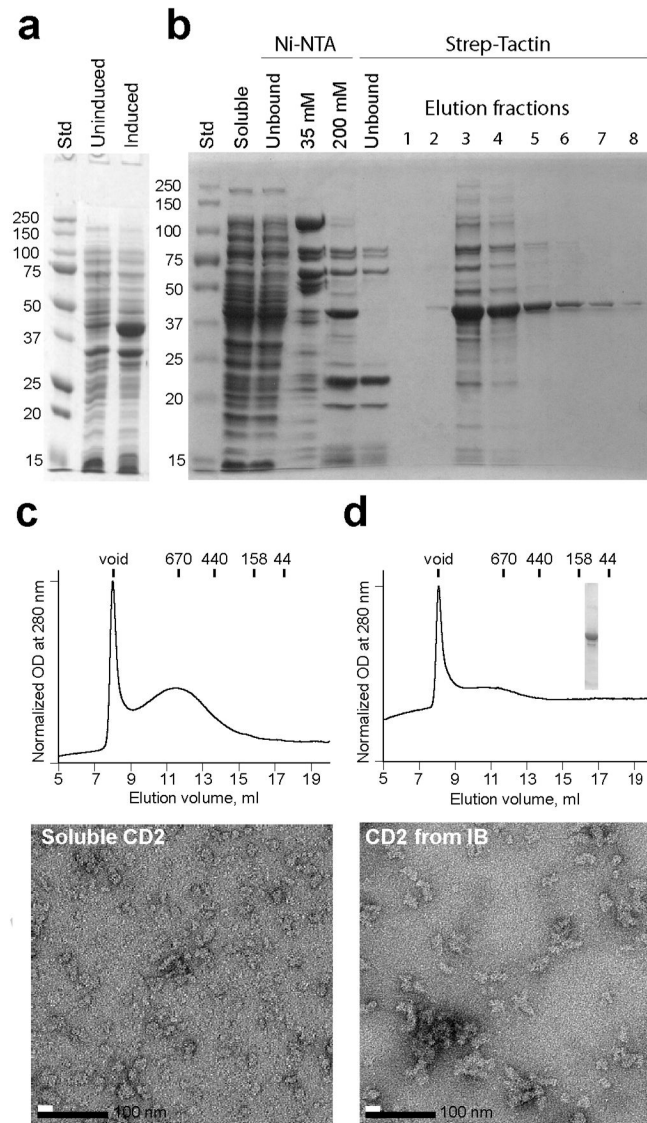 a
Std
Uninduced
Induced
250
150
100
75
50
37
25
20
15
b
Ni-NTA
Strep-Tactin
Std
Soluble
Unbound
35 mM
200 mM
Unbound
Elution fractions
1 2 3 4 5 6 7 8
250
150
100
75
50
37
25
20
15
c
void 670 440 158 44
Normalized OD at 280 nm
5 7 9 11 13 15 17 19
Elution volume, ml
Soluble CD2
100 nm
d
void 670 440 158 44
Normalized OD at 280 nm
5 7 9 11 13 15 17 19
Elution volume, ml
CD2 from IB
100 nm